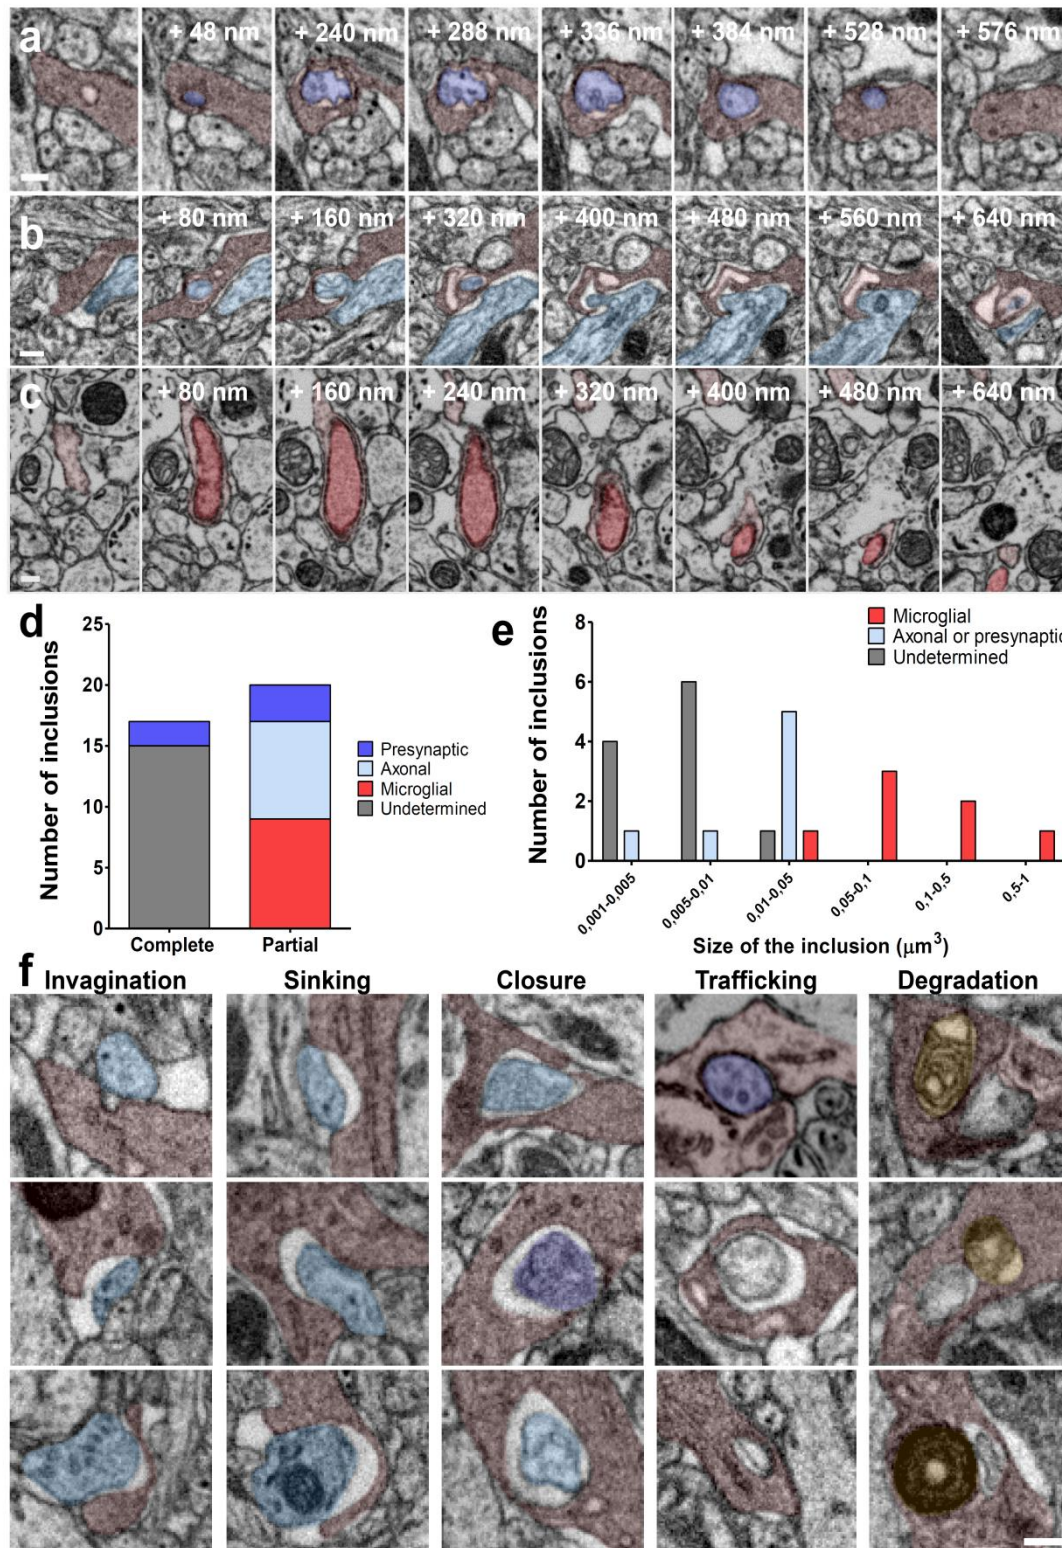 a
+ 48 nm
+ 240 nm
+ 288 nm
+ 336 nm
+ 384 nm
+ 528 nm
+ 576 nm
b
+ 80 nm
+ 160 nm
+ 320 nm
+ 400 nm
+ 480 nm
+ 560 nm
+ 640 nm
c
+ 80 nm
+ 160 nm
+ 240 nm
+ 320 nm
+ 400 nm
+ 480 nm
+ 640 nm
d
Number of inclusions
25
20
15
10
5
0
Complete
Partial
Presynaptic
Axonal
Microglial
Undetermined
e
Number of inclusions
8
6
4
2
0
Microglial
Axonal or presynaptic
Undetermined
0,001-0,005
0,005-0,01
0,01-0,05
0,05-0,1
0,1-0,5
0,5-1
Size of the inclusion (µm³)
f
Invagination
Sinking
Closure
Trafficking
Degradation